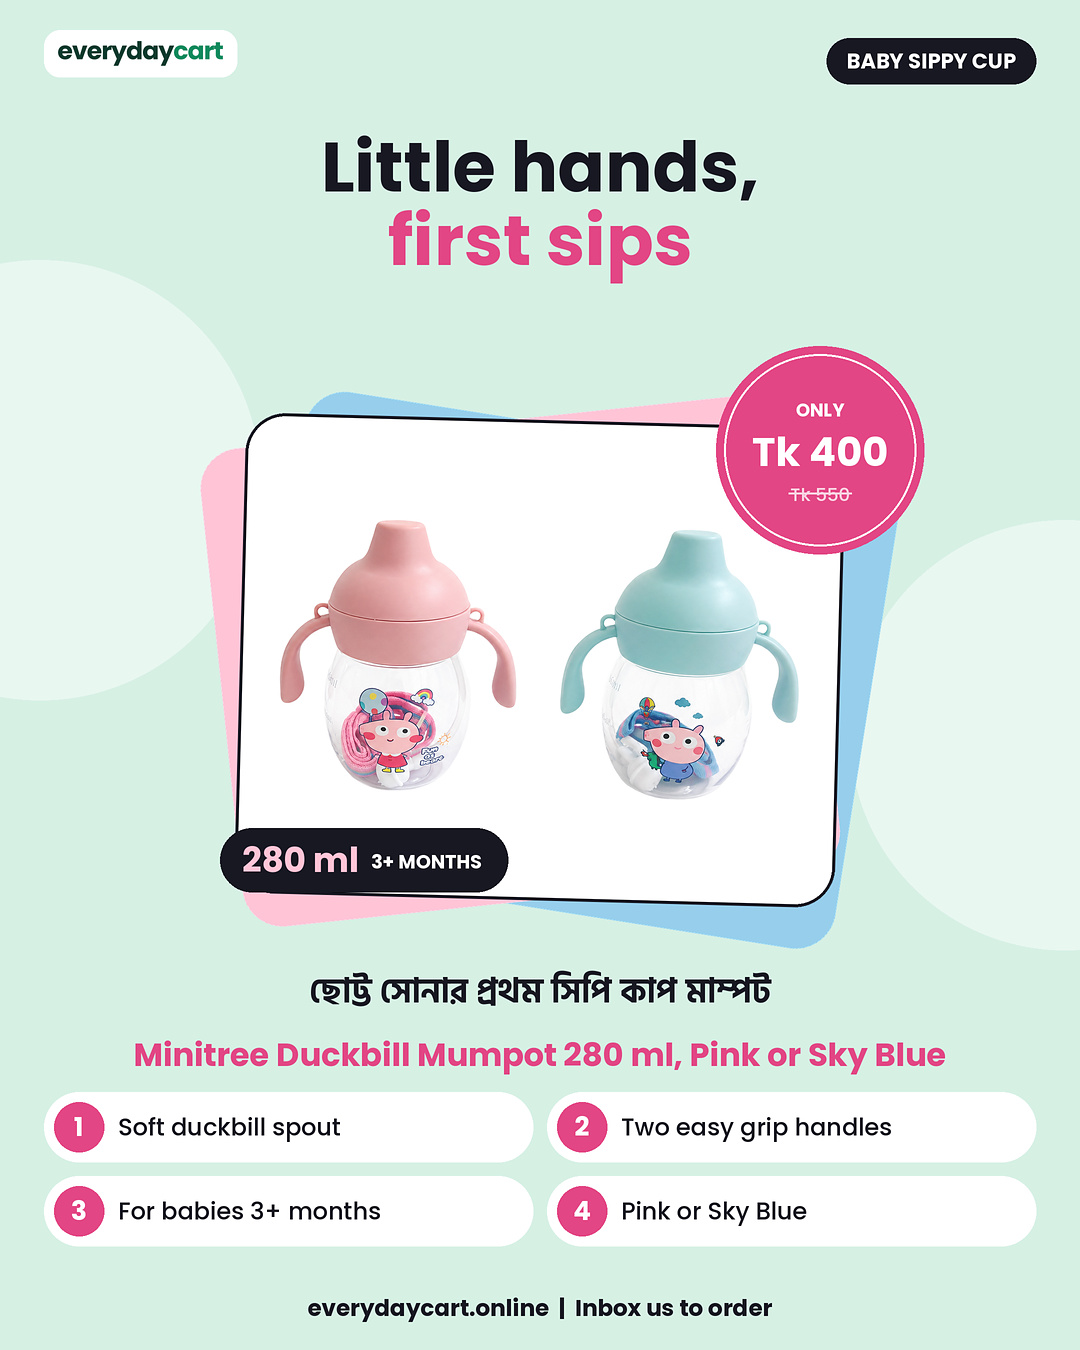 everydaycart
BABY SIPPY CUP
Little hands,
first sips
ONLY
Tk 400
Tk 550
280 ml 3+ MONTHS
ছোট্ট সোনার প্রথম সিপি কাপ মাম্পট
Minitree Duckbill Mumpot 280 ml, Pink or Sky Blue
1 Soft duckbill spout
2 Two easy grip handles
3 For babies 3+ months
4 Pink or Sky Blue
everydaycart.online | Inbox us to order